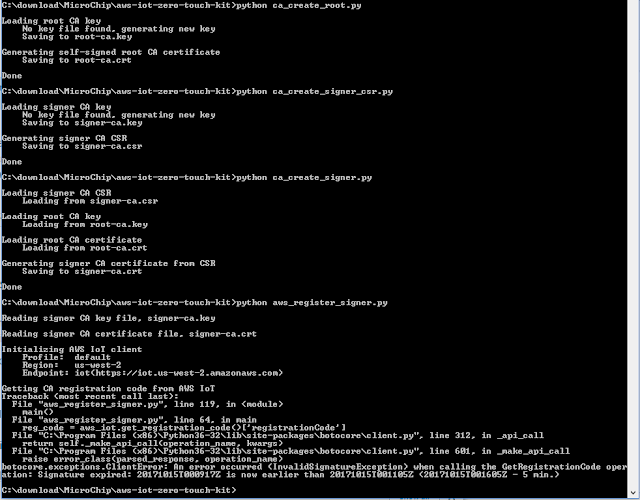 C:\download\MicroChip\aws-iot-zero-touch-kit>python ca_create_root.py
Loading root CA key
No key file found, generating new key
Saving to root-ca.key
Generating self-signed root CA certificate
Saving to root-ca.crt
Done
C:\download\MicroChip\aws-iot-zero-touch-kit>python ca_create_signer_csr.py
Loading signer CA key
No key file found, generating new key
Saving to signer-ca.key
Generating signer CA CSR
Saving to signer-ca.csr
Done
C:\download\MicroChip\aws-iot-zero-touch-kit>python ca_create_signer.py
Loading signer CA CSR
Loading from signer-ca.csr
Loading root CA key
Loading from root-ca.key
Loading root CA certificate
Loading from root-ca.crt
Generating signer CA certificate from CSR
Saving to signer-ca.crt
Done
C:\download\MicroChip\aws-iot-zero-touch-kit>python aws_register_signer.py
Reading signer CA key file, signer-ca.key
Reading signer CA certificate file, signer-ca.crt
Initializing AWS IoT client
Profile: default
Region: us-west-2
Endpoint: iot(https://iot.us-west-2.amazonaws.com)
Getting CA registration code from AWS IoT
Traceback (most recent call last):
File "aws_register_signer.py", line 119, in <module>
main()
File "aws_register_signer.py", line 64, in main
reg_code = aws_iot.get_registration_code()['registrationCode']
File "C:\Program Files (x86)\Python36-32\lib\site-packages\botocore\client.py", line 312, in _api_call
return self._make_api_call(operation_name, kwargs)
File "C:\Program Files (x86)\Python36-32\lib\site-packages\botocore\client.py", line 601, in _make_api_call
raise error_class(parsed_response, operation_name)
botocore.exceptions.ClientError: An error occurred (InvalidSignatureException) when calling the GetRegistrationCode oper
ation: Signature expired: 20171015T000917Z is now earlier than 20171015T001105Z (20171015T001605Z - 5 min.)
C:\download\MicroChip\aws-iot-zero-touch-kit>